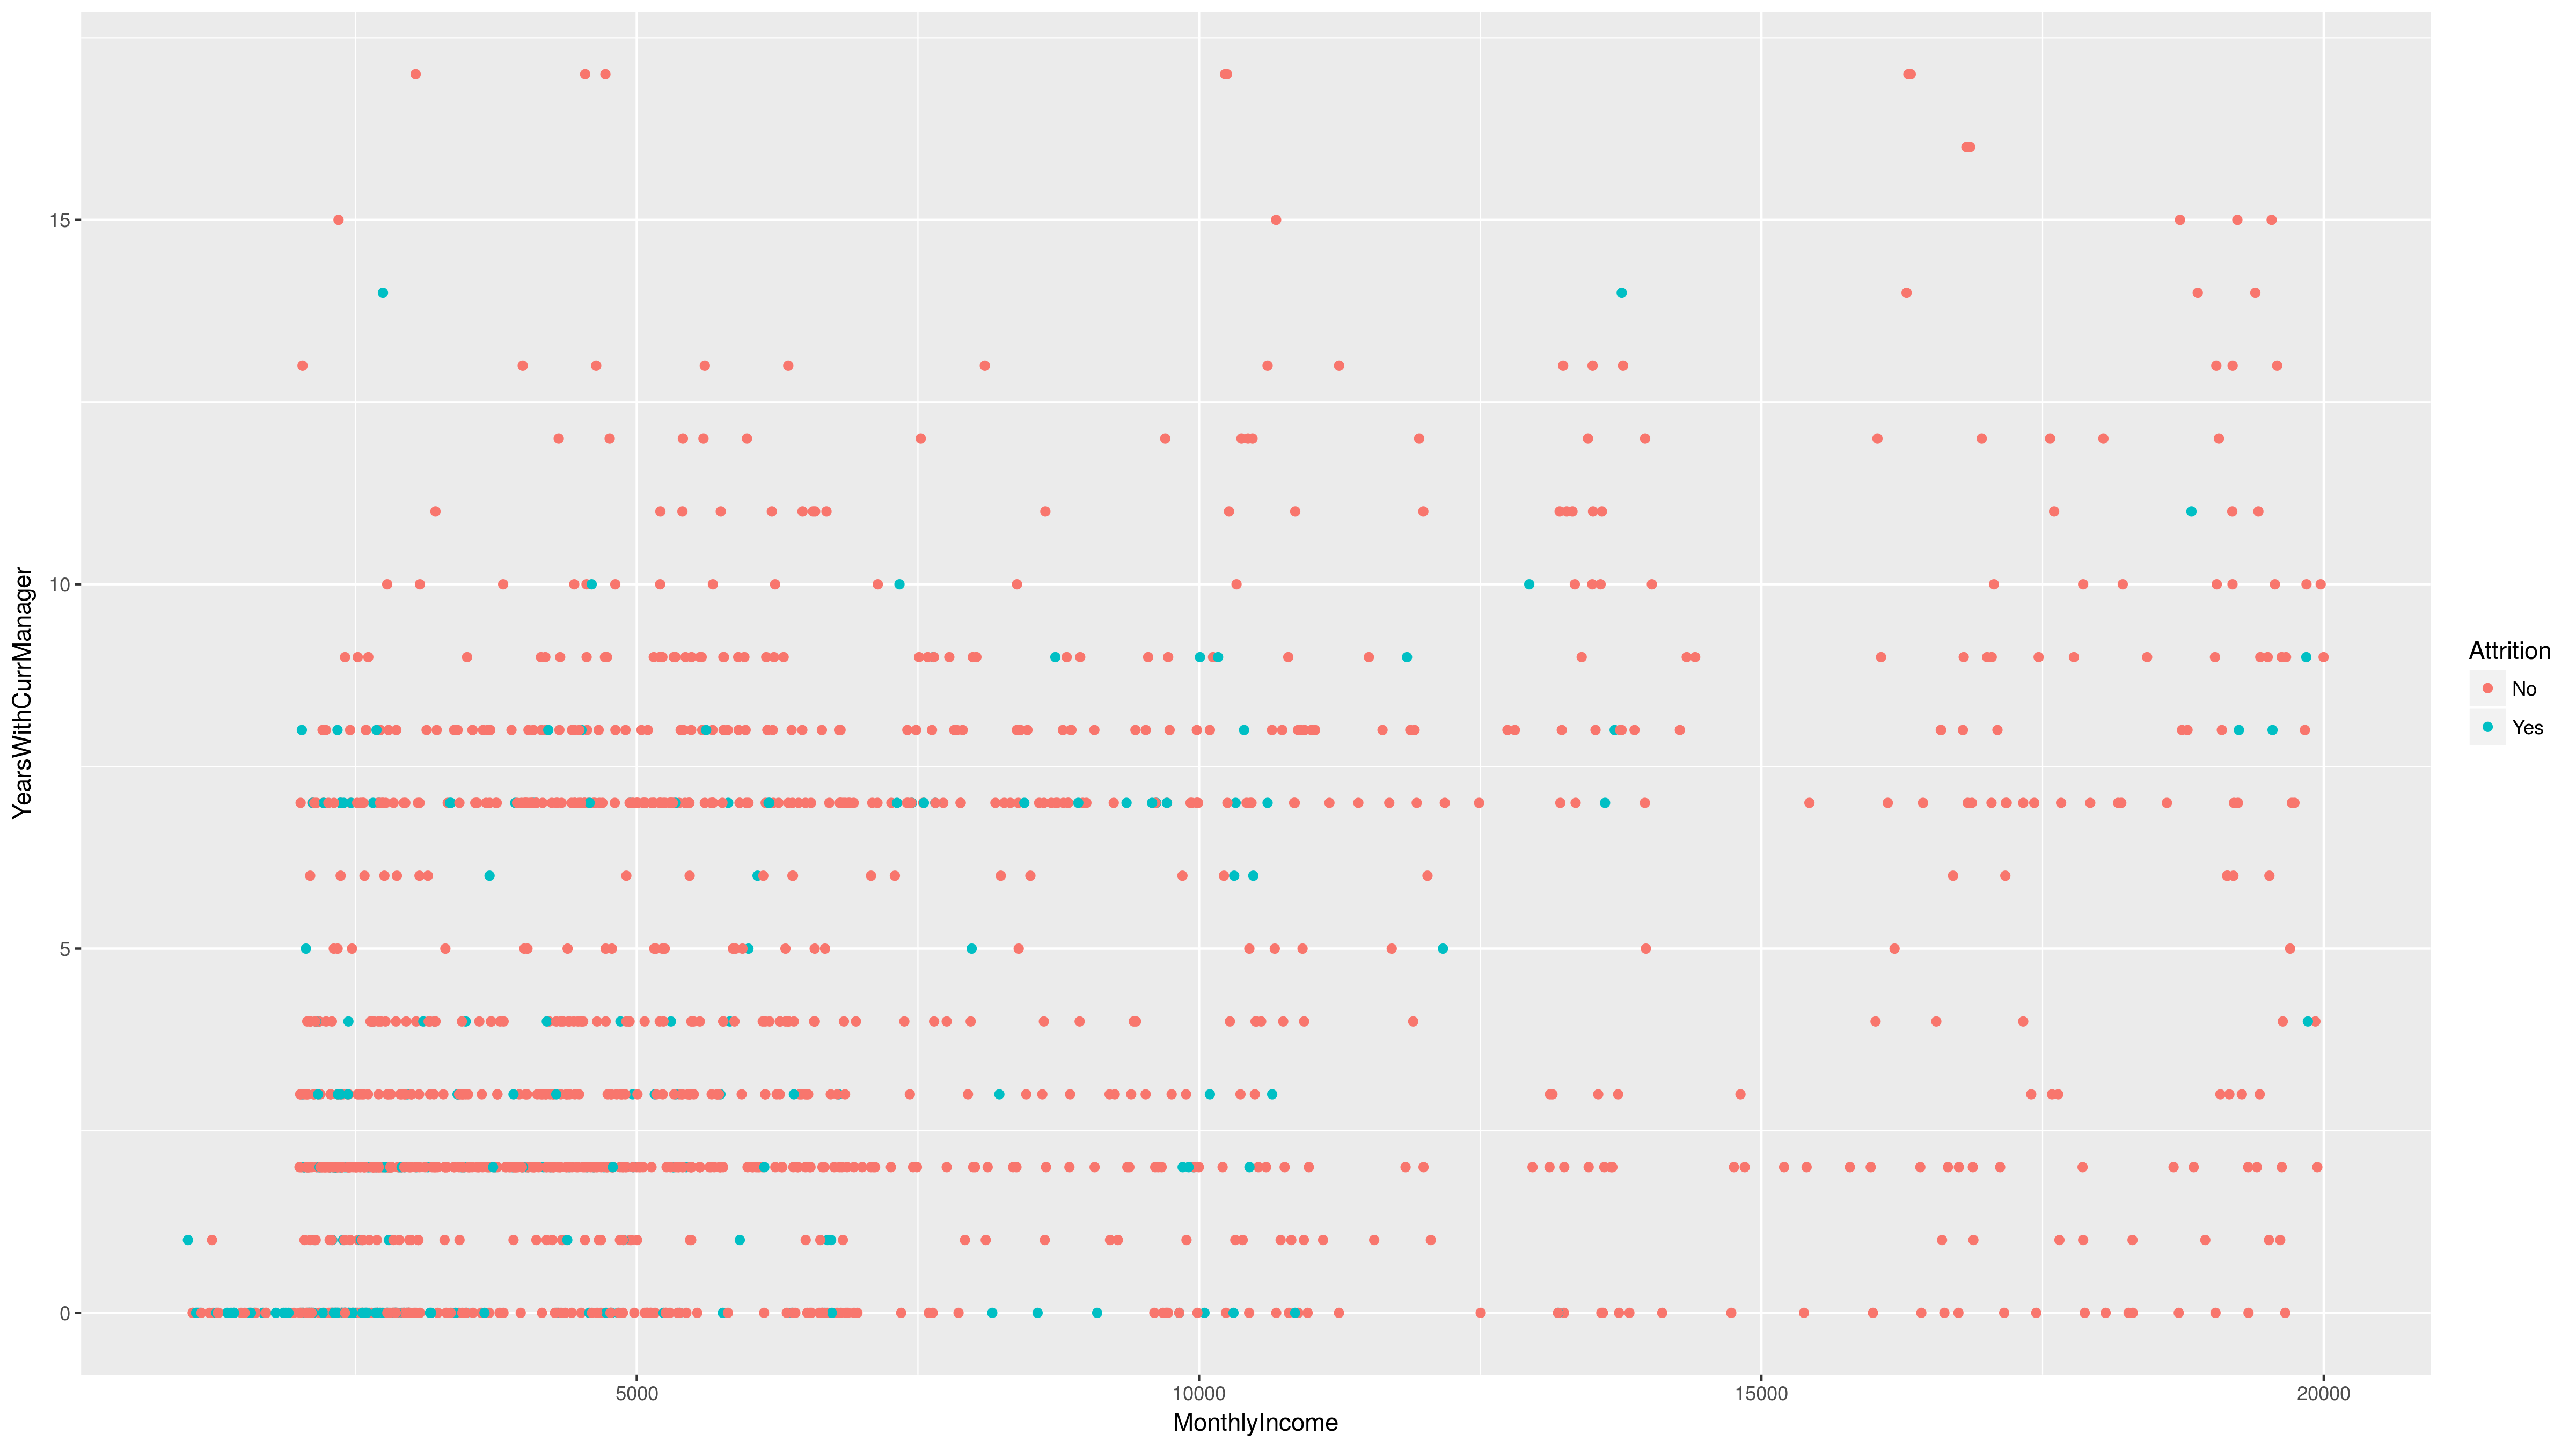 15
10
5
0
YearsWithCurrManager
5000
10000
15000
20000
MonthlyIncome
Attrition
No
Yes